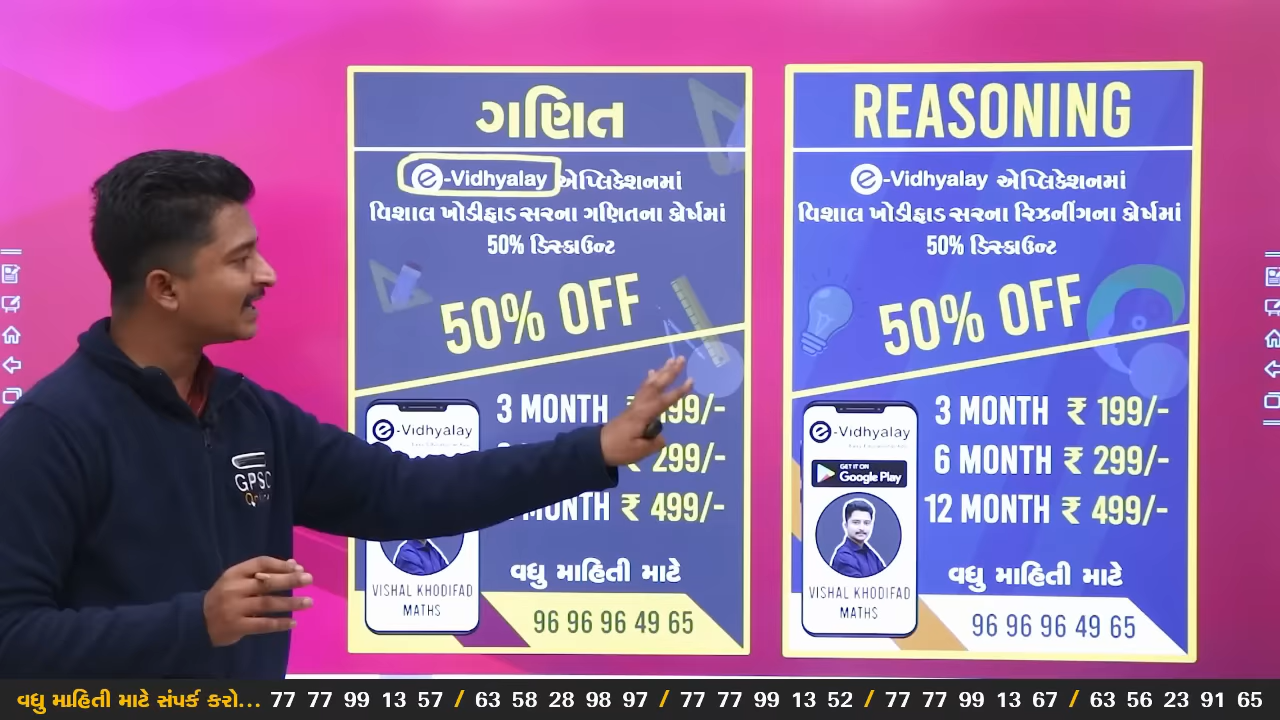 ગણિત
e-Vidhyalay એપ્લિકેશનમાં
વિશાલ ખોડીફાડ સરના ગણિતના કોર્ષમાં
50% ડિસ્કાઉન્ટ
50% OFF
3 MONTH ₹ 199/-
299/-
MONTH ₹ 499/-
e-Vidhyalay
VISHAL KHODIFAD
MATHS
વધુ માહિતી માટે
96 96 96 49 65
REASONING
e-Vidhyalay એપ્લિકેશનમાં
વિશાલ ખોડીફાડ સરના રિઝનીંગના કોર્ષમાં
50% ડિસ્કાઉન્ટ
50% OFF
3 MONTH ₹ 199/-
6 MONTH ₹ 299/-
12 MONTH ₹ 499/-
e-Vidhyalay
GET IT ON
Google Play
VISHAL KHODIFAD
MATHS
વધુ માહિતી માટે
96 96 96 49 65
GPSC
Online
વધુ માહિતી માટે સંપર્ક કરો... 77 77 99 13 57 / 63 58 28 98 97 / 77 77 99 13 52 / 77 77 99 13 67 / 63 56 23 91 65